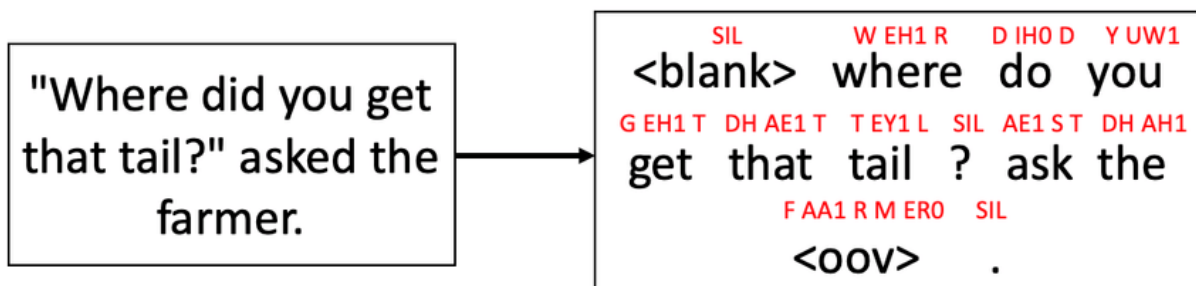 "Where did you get
that tail?" asked the
farmer.
SIL W EH1 R D IH0 D Y UW1
<blank> where do you
G EH1 T DH AE1 T T EY1 L SIL AE1 S T DH AH1
get that tail ? ask the
F AA1 R M ER0 SIL
<oov> .